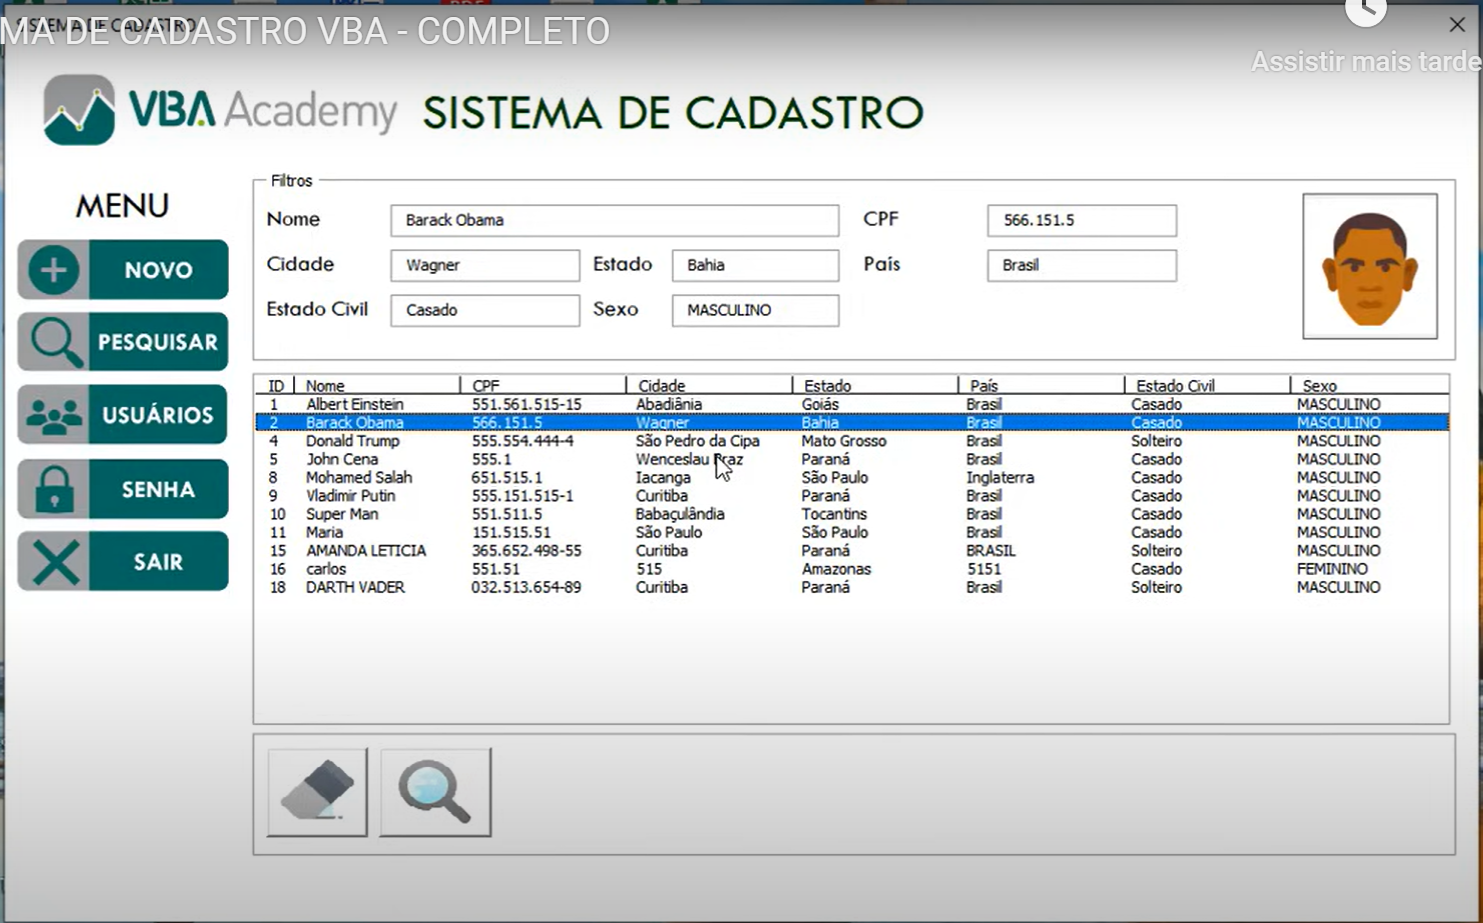 SISTEMA DE CADASTRO
MA DE CADASTRO VBA - COMPLETO
Assistir mais tarde
VBA Academy
SISTEMA DE CADASTRO
MENU
NOVO
PESQUISAR
USUÁRIOS
SENHA
SAIR
Filtros
Nome Barack Obama CPF 566.151.5
Cidade Wagner Estado Bahia País Brasil
Estado Civil Casado Sexo MASCULINO
ID Nome CPF Cidade Estado País Estado Civil Sexo
1 Albert Einstein 551.561.515-15 Abadiânia Goiás Brasil Casado MASCULINO
2 Barack Obama 566.151.5 Wagner Bahia Brasil Casado MASCULINO
4 Donald Trump 555.554.444-4 São Pedro da Cipa Mato Grosso Brasil Solteiro MASCULINO
5 John Cena 555.1 Wenceslau Braz Paraná Brasil Casado MASCULINO
8 Mohamed Salah 651.515.1 Iacanga São Paulo Inglaterra Casado MASCULINO
9 Vladimir Putin 555.151.515-1 Curitiba Paraná Brasil Casado MASCULINO
10 Super Man 551.511.5 Babaçulândia Tocantins Brasil Casado MASCULINO
11 Maria 151.515.51 São Paulo São Paulo Brasil Casado MASCULINO
15 AMANDA LETICIA 365.652.498-55 Curitiba Paraná BRASIL Solteiro MASCULINO
16 carlos 551.51 515 Amazonas 5151 Casado FEMININO
18 DARTH VADER 032.513.654-89 Curitiba Paraná Brasil Solteiro MASCULINO